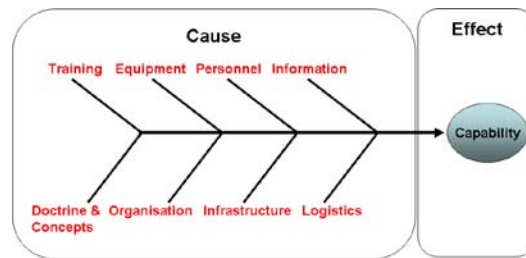 Cause
Effect
Training Equipment Personnel Information
Capability
Doctrine & Organisation Infrastructure Logistics
Concepts